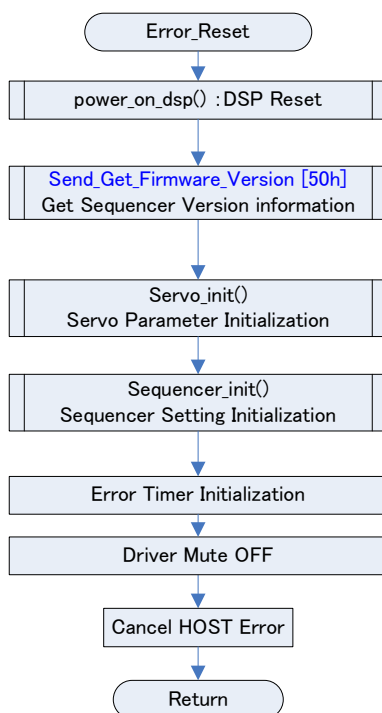 Error_Reset
power_on_dsp() : DSP Reset
Send_Get_Firmware_Version [50h]
Get Sequencer Version information
Servo_init()
Servo Parameter Initialization
Sequencer_init()
Sequencer Setting Initialization
Error Timer Initialization
Driver Mute OFF
Cancel HOST Error
Return